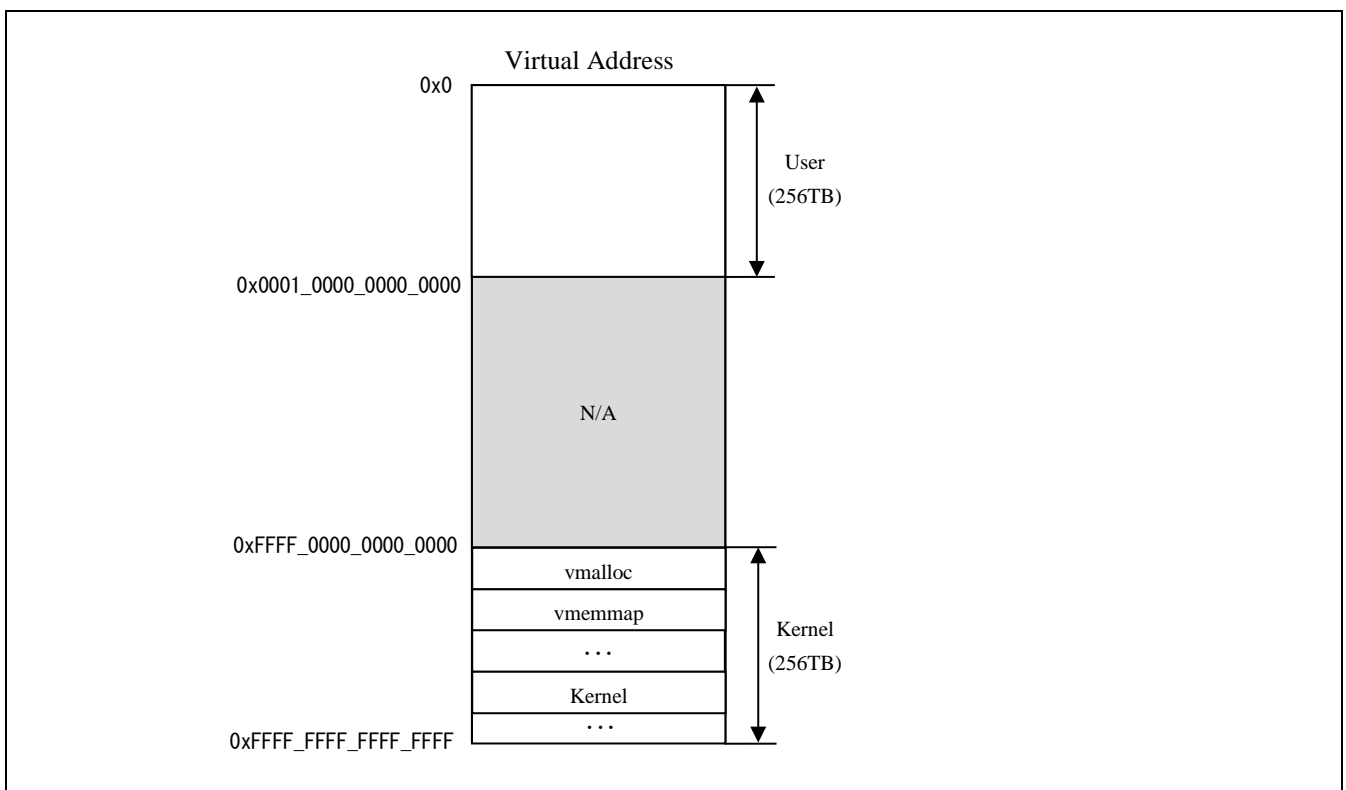 Virtual Address
0x0
User
(256TB)
0x0001_0000_0000_0000
N/A
0xFFFF_0000_0000_0000
vmalloc
vmemmap
Kernel
(256TB)
...
Kernel
...
0xFFFF_FFFF_FFFF_FFFF